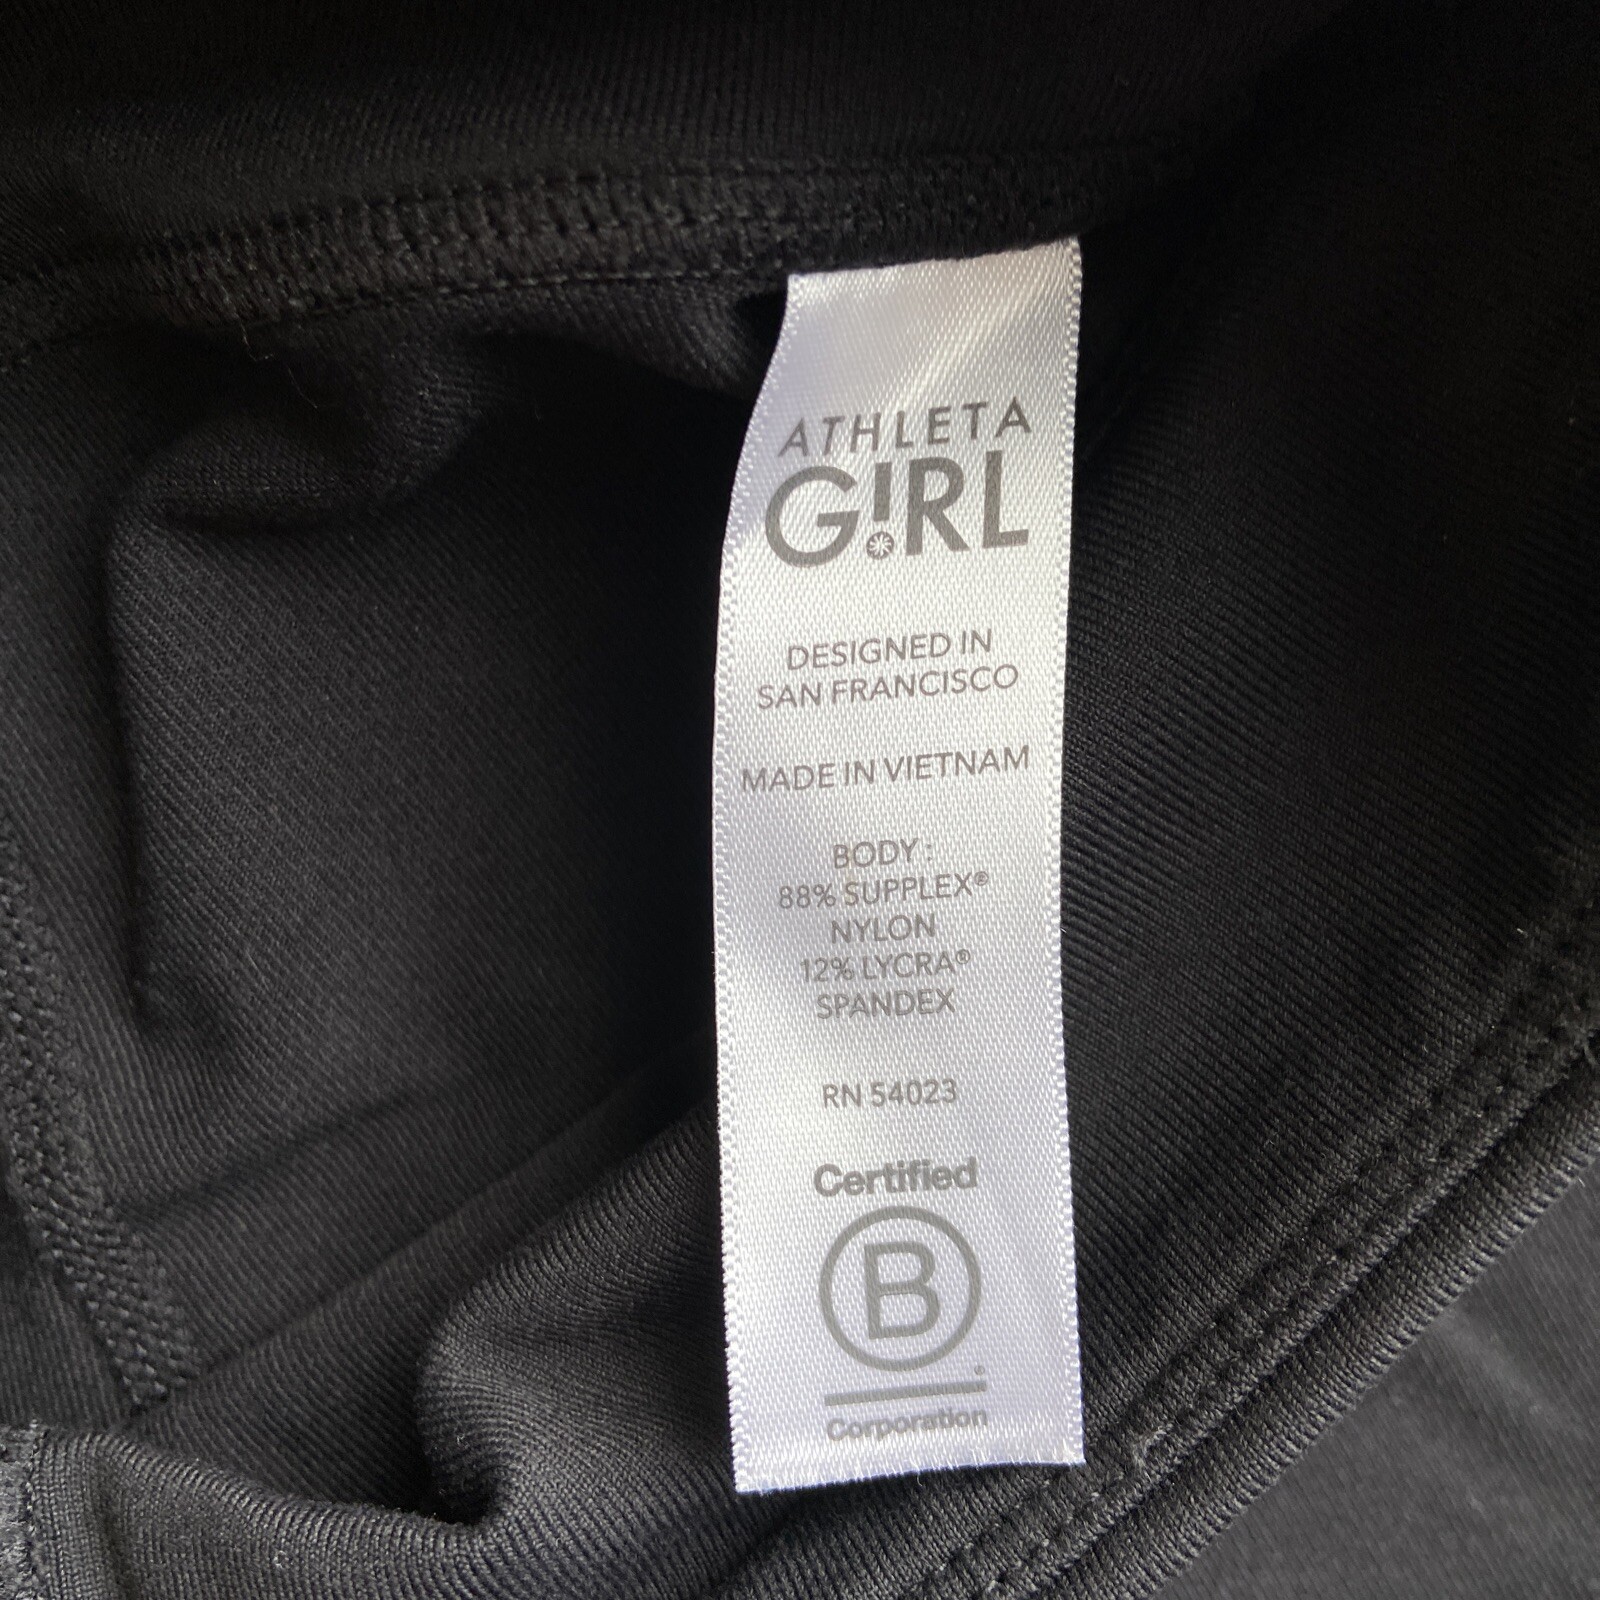 ATHLETA
G!RL
DESIGNED IN
SAN FRANCISCO
MADE IN VIETNAM
BODY :
88% SUPPLEX®
NYLON
12% LYCRA®
SPANDEX
RN 54023
Certified
B
Corporation